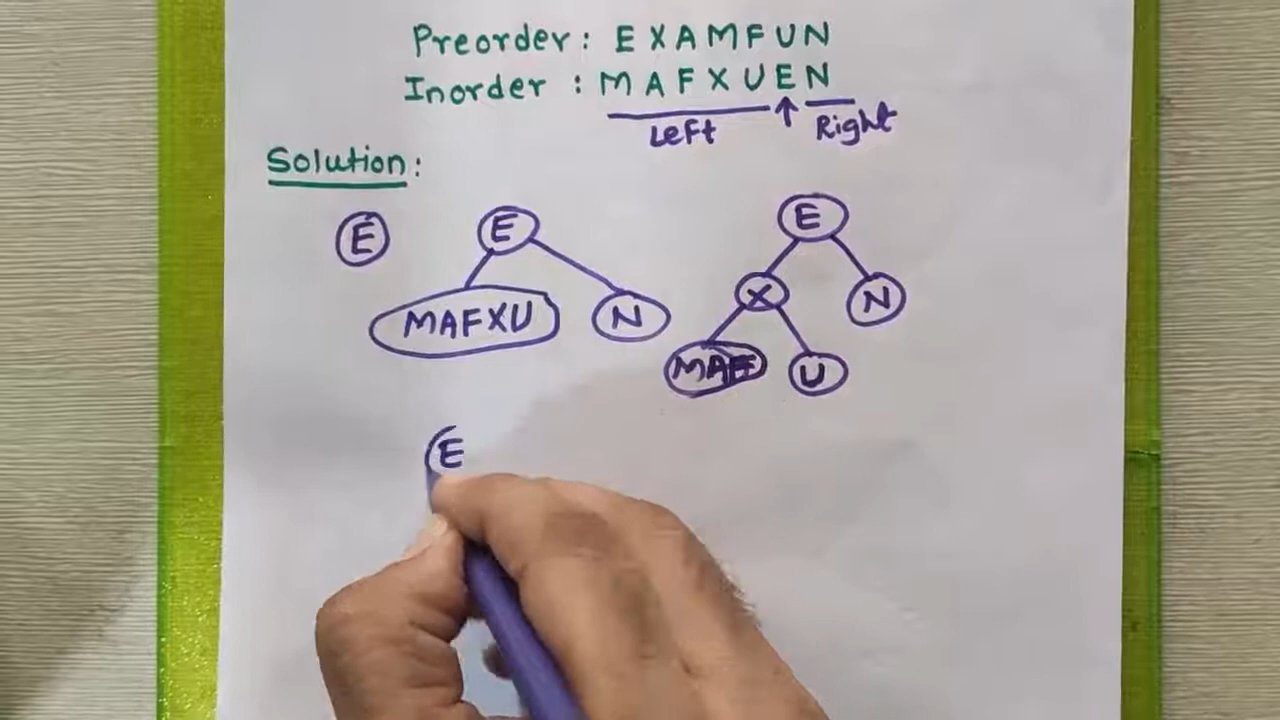 Preorder: EXAMFUN
Inorder : MAFXUEN
Left Right
Solution:
E E E
MAFXU N X N
MAF U
E